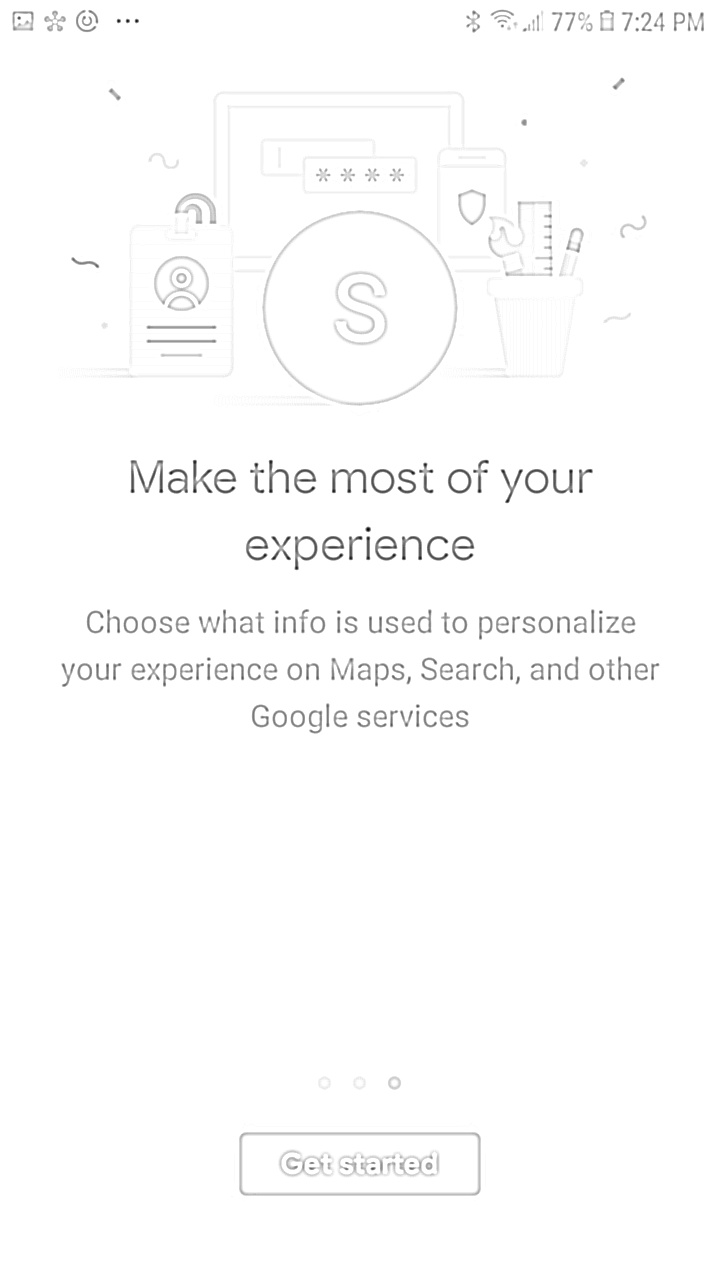 77% 7:24 PM
* * * *
S
Make the most of your
experience
Choose what info is used to personalize
your experience on Maps, Search, and other
Google services
Get started